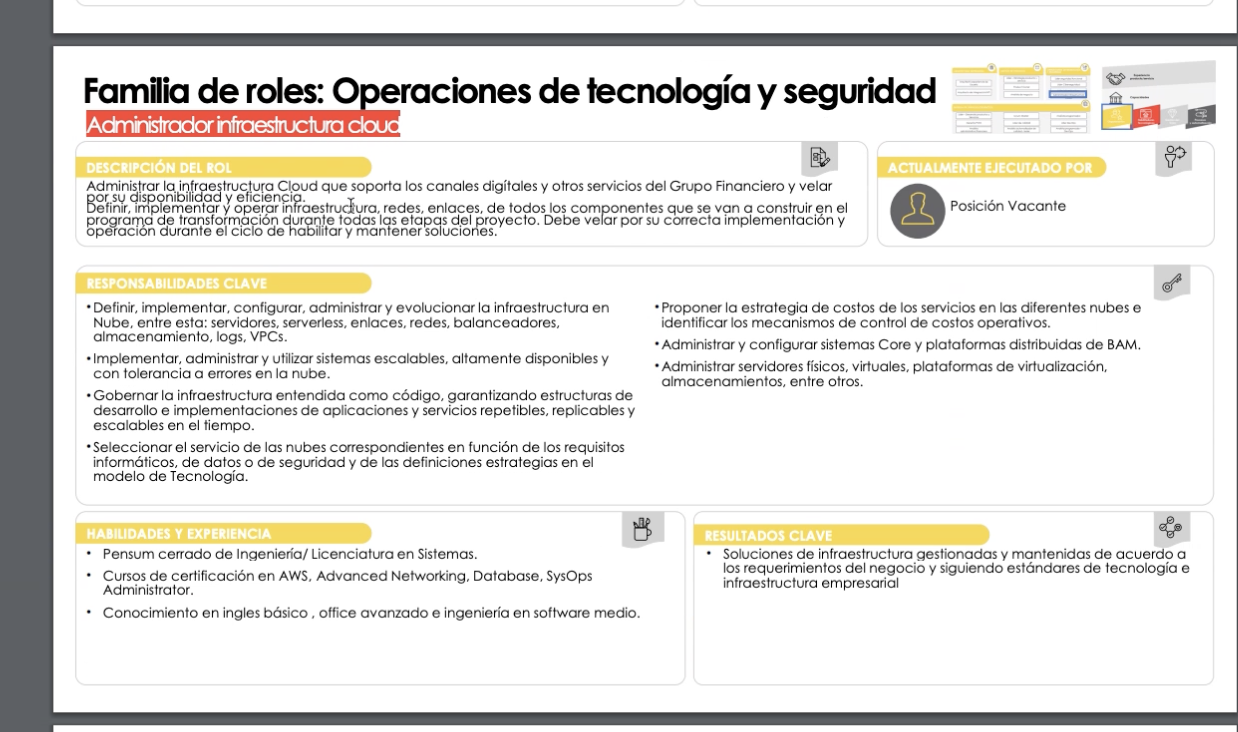 Familia de roles: Operaciones de tecnología y seguridad
Administrador infraestructura cloud
DESCRIPCIÓN DEL ROL
Administrar la infraestructura Cloud que soporta los canales digítales y otros servicios del Grupo Financiero y velar
por su disponibilidad y eficiencia.
Definir, implementar y operar infraestructura, redes, enlaces, de todos los componentes que se van a construir en el
programa de transformación durante todas las etapas del proyecto. Debe velar por su correcta implementación y
operación durante el ciclo de habilitar y mantener soluciones.
ACTUALMENTE EJECUTADO POR
Posición Vacante
RESPONSABILIDADES CLAVE
•Definir, implementar, configurar, administrar y evolucionar la infraestructura en
Nube, entre esta: servidores, serverless, enlaces, redes, balanceadores,
almacenamiento, logs, VPCs.
•Implementar, administrar y utilizar sistemas escalables, altamente disponibles y
con tolerancia a errores en la nube.
•Gobernar la infraestructura entendida como código, garantizando estructuras de
desarrollo e implementaciones de aplicaciones y servicios repetibles, replicables y
escalables en el tiempo.
•Seleccionar el servicio de las nubes correspondientes en función de los requisitos
informáticos, de datos o de seguridad y de las definiciones estrategias en el
modelo de Tecnología.
•Proponer la estrategia de costos de los servicios en las diferentes nubes e
identificar los mecanismos de control de costos operativos.
•Administrar y configurar sistemas Core y plataformas distribuidas de BAM.
•Administrar servidores físicos, virtuales, plataformas de virtualización,
almacenamientos, entre otros.
HABILIDADES Y EXPERIENCIA
• Pensum cerrado de Ingeniería/ Licenciatura en Sistemas.
• Cursos de certificación en AWS, Advanced Networking, Database, SysOps
Administrator.
• Conocimiento en ingles básico , office avanzado e ingeniería en software medio.
RESULTADOS CLAVE
• Soluciones de infraestructura gestionadas y mantenidas de acuerdo a
los requerimientos del negocio y siguiendo estándares de tecnología e
infraestructura empresarial